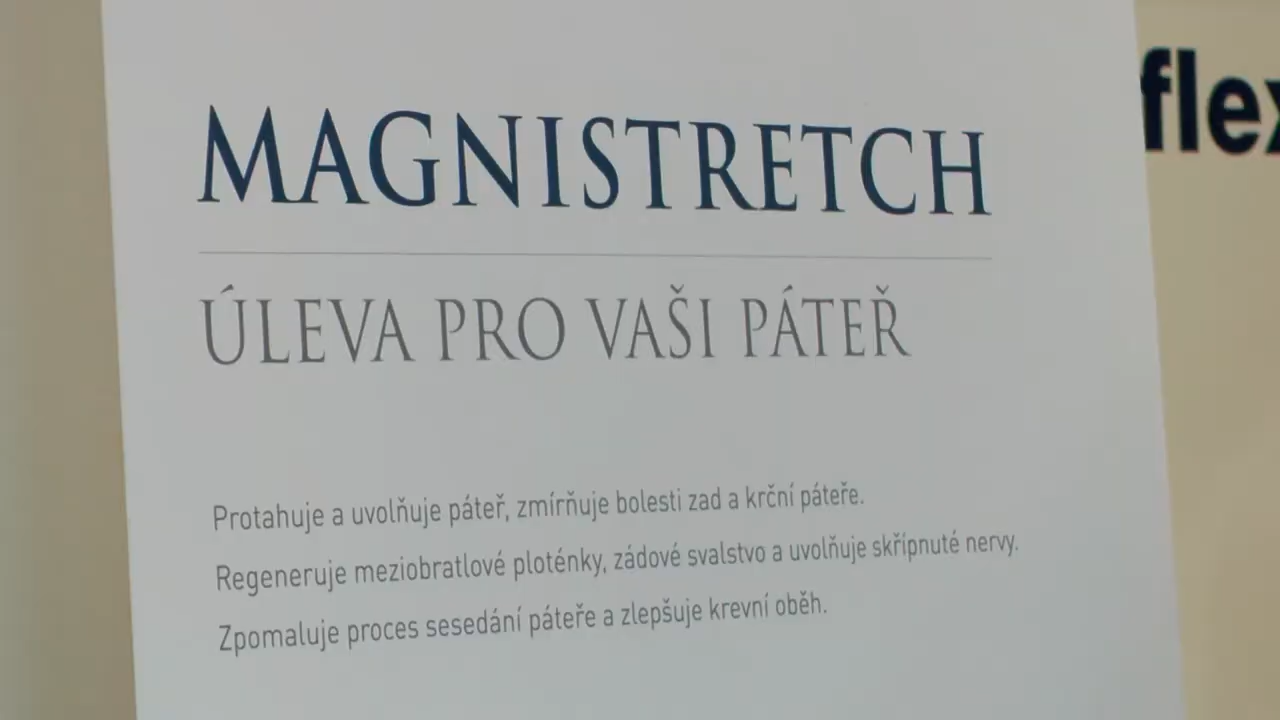 MAGNISTRETCH
ÚLEVA PRO VAŠI PÁTEŘ
Protahuje a uvolňuje páteř, zmírňuje bolesti zad a krční páteře.
Regeneruje meziobratlové ploténky, zádové svalstvo a uvolňuje skřípnuté nervy.
Zpomaluje proces sesedání páteře a zlepšuje krevní oběh.
flex